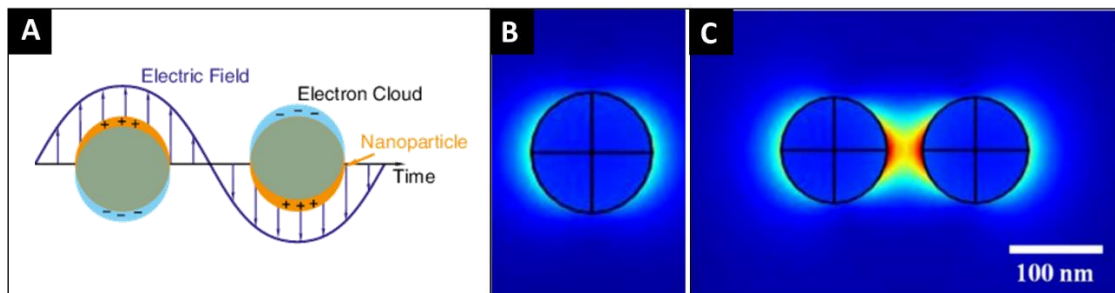 A
Electric Field
Electron Cloud
Nanoparticle
Time
+ + +
- - -
- - -
+ + +
B
C
100 nm